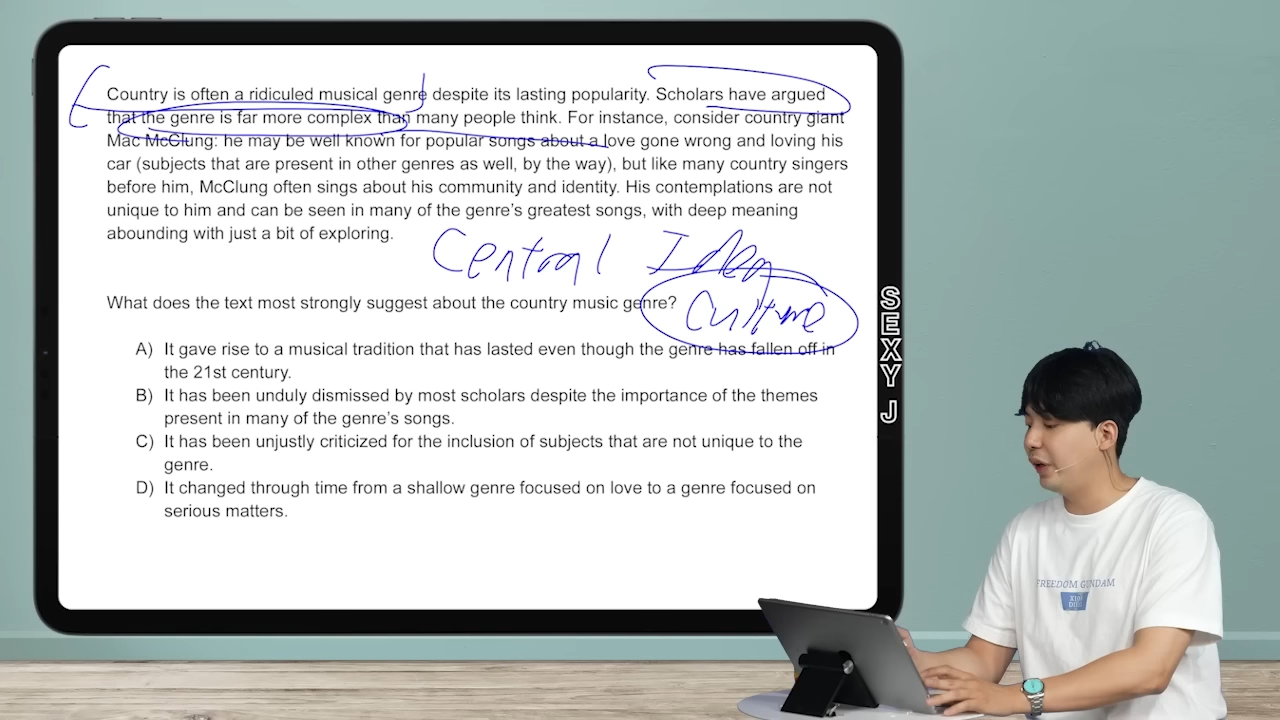 Country is often a ridiculed musical genre despite its lasting popularity. Scholars have argued
that the genre is far more complex than many people think. For instance, consider country giant
Mac McClung: he may be well known for popular songs about a love gone wrong and loving his
car (subjects that are present in other genres as well, by the way), but like many country singers
before him, McClung often sings about his community and identity. His contemplations are not
unique to him and can be seen in many of the genre's greatest songs, with deep meaning
abounding with just a bit of exploring.
Central Idea
What does the text most strongly suggest about the country music genre?
Culture
A) It gave rise to a musical tradition that has lasted even though the genre has fallen off in
the 21st century.
B) It has been unduly dismissed by most scholars despite the importance of the themes
present in many of the genre's songs.
C) It has been unjustly criticized for the inclusion of subjects that are not unique to the
genre.
D) It changed through time from a shallow genre focused on love to a genre focused on
serious matters.
SEXY J
FREEDOM GUNDAM